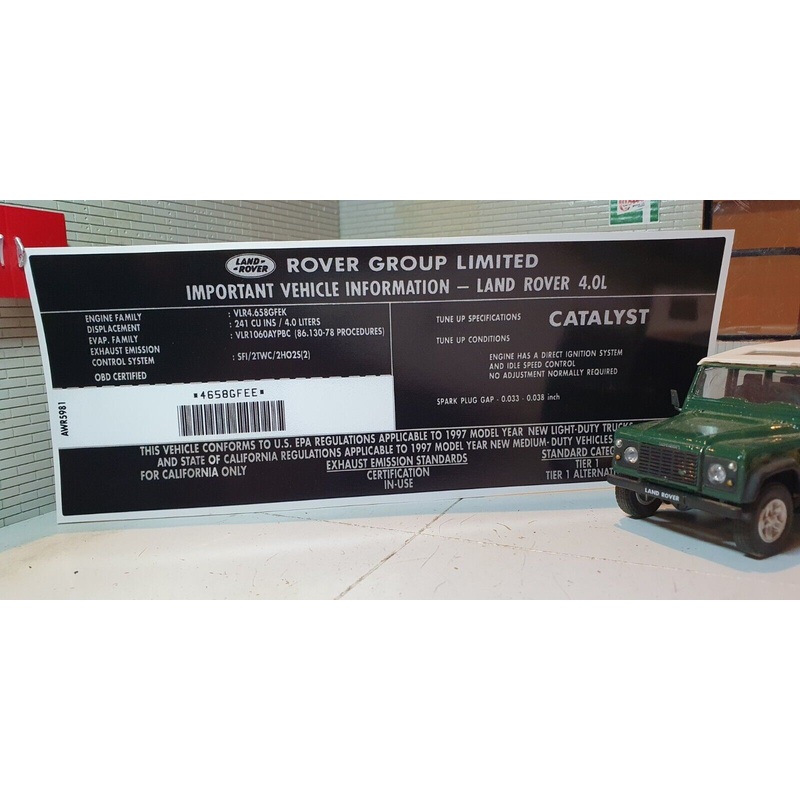 LAND-
-ROVER
ROVER GROUP LIMITED
IMPORTANT VEHICLE INFORMATION – LAND ROVER 4.0L
ENGINE FAMILY : VLR4.658GFEK
DISPLACEMENT : 241 CU INS / 4.0 LITERS
EVAP. FAMILY : VLR1060AYPBC (86.130-78 PROCEDURES)
EXHAUST EMISSION
CONTROL SYSTEM : SFI/2TWC/2HO2S(2)
OBD CERTIFIED
TUNE UP SPECIFICATIONS CATALYST
TUNE UP CONDITIONS
ENGINE HAS A DIRECT IGNITION SYSTEM
AND IDLE SPEED CONTROL
NO ADJUSTMENT NORMALLY REQUIRED
SPARK PLUG GAP - 0.033 - 0.038 inch
*4658GFEE*
AWR5981
THIS VEHICLE CONFORMS TO U.S. EPA REGULATIONS APPLICABLE TO 1997 MODEL YEAR NEW LIGHT-DUTY TRUCKS
AND STATE OF CALIFORNIA REGULATIONS APPLICABLE TO 1997 MODEL YEAR NEW MEDIUM-DUTY VEHICLES
FOR CALIFORNIA ONLY EXHAUST EMISSION STANDARDS STANDARD CATEG
CERTIFICATION TIER 1
IN-USE TIER 1 ALTERNAT
LAND ROVER